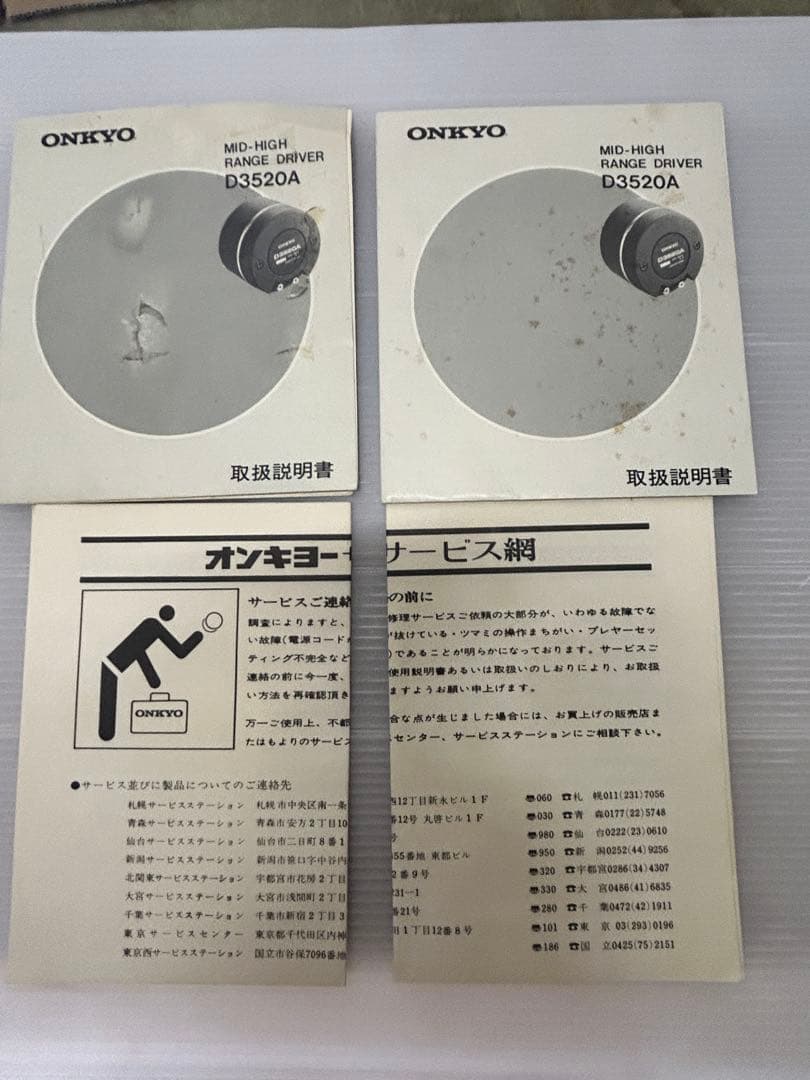 ONKYO
MID-HIGH
RANGE DRIVER
D3520A
取扱説明書
ONKYO
MID-HIGH
RANGE DRIVER
D3520A
ONKYO
取扱説明書
オンキヨーサ
サービス網
ONKYO
サービスご連絡
調査によりますと、
い故障(電源コードが
ティング不完全など
連絡の前に今一度、
い方法を再確認頂き
万一ご使用上、不都
たはもよりのサービス
●サービス並びに製品についてのご連絡先
札幌サービスステーション 札幌市中央区南一条
青森サービスステーション 青森市安方2丁目10
仙台サービスステーション 仙台市二日町8番1
新潟サービスステーション 新潟市笹口字中谷内
北関東サービスステーション 宇都宮市花房2丁目
大宮サービスステーション 大宮市浅間町2丁目
千葉サービスステーション 千葉市新宿2丁目3
東京サービスセンター 東京都千代田区内神
東京西サービスステーション 国立市谷保7096番地
の前に
修理サービスご依頼の大部分が、いわゆる故障でな
が抜けている・ツマミの操作まちがい・プレヤーセッ
)であることが明らかになっております。サービスご
使用説明書あるいは取扱いのしおりにより、お取扱
ますようお願い申上げます。
合な点が生じました場合には、お買上げの販売店ま
センター、サービスステーションにご相談下さい。
西12丁目新永ビル1F 060 ☎札 幌011(231)7056
番12号 丸啓ビル1F 030 ☎青 森0177(22)5748
号 980 ☎仙 台0222(23)0610
55番地 東都ビル 950 ☎新 潟0252(44)9256
2番9号 320 ☎宇都宮0286(34)4307
231-1 330 ☎大 宮0486(41)6835
番21号 280 ☎千 葉0472(42)1911
田1丁目12番8号 101 ☎東 京 03(293)0196
186 ☎国 立0425(75)2151